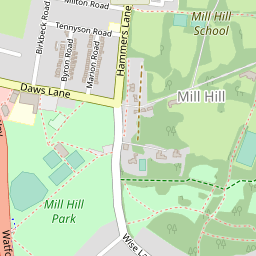 Milton Road
Tennyson Road
Birkbeck Road
Byron Road
Marion Road
Hammers Lane
Mill Hill
School
Daws Lane
Mill Hill
Mill Hill
Park
Wise La
Watfo